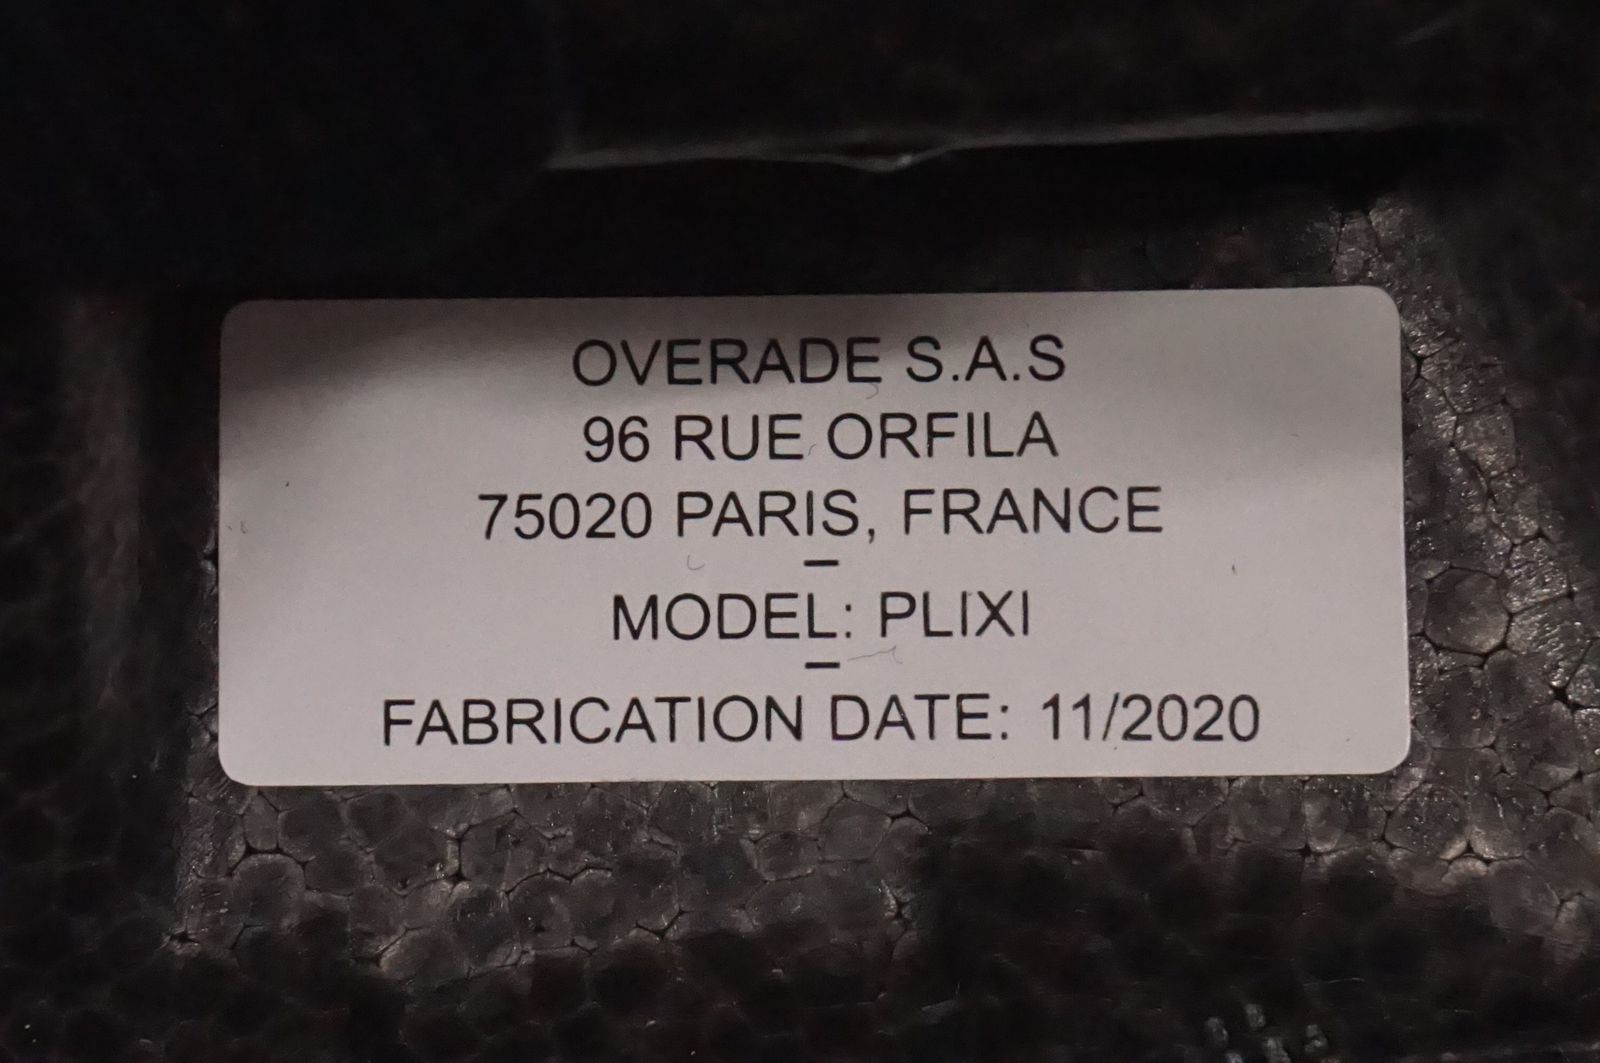 OVERADE S.A.S
96 RUE ORFILA
75020 PARIS, FRANCE
–
MODEL: PLIXI
–
FABRICATION DATE: 11/2020